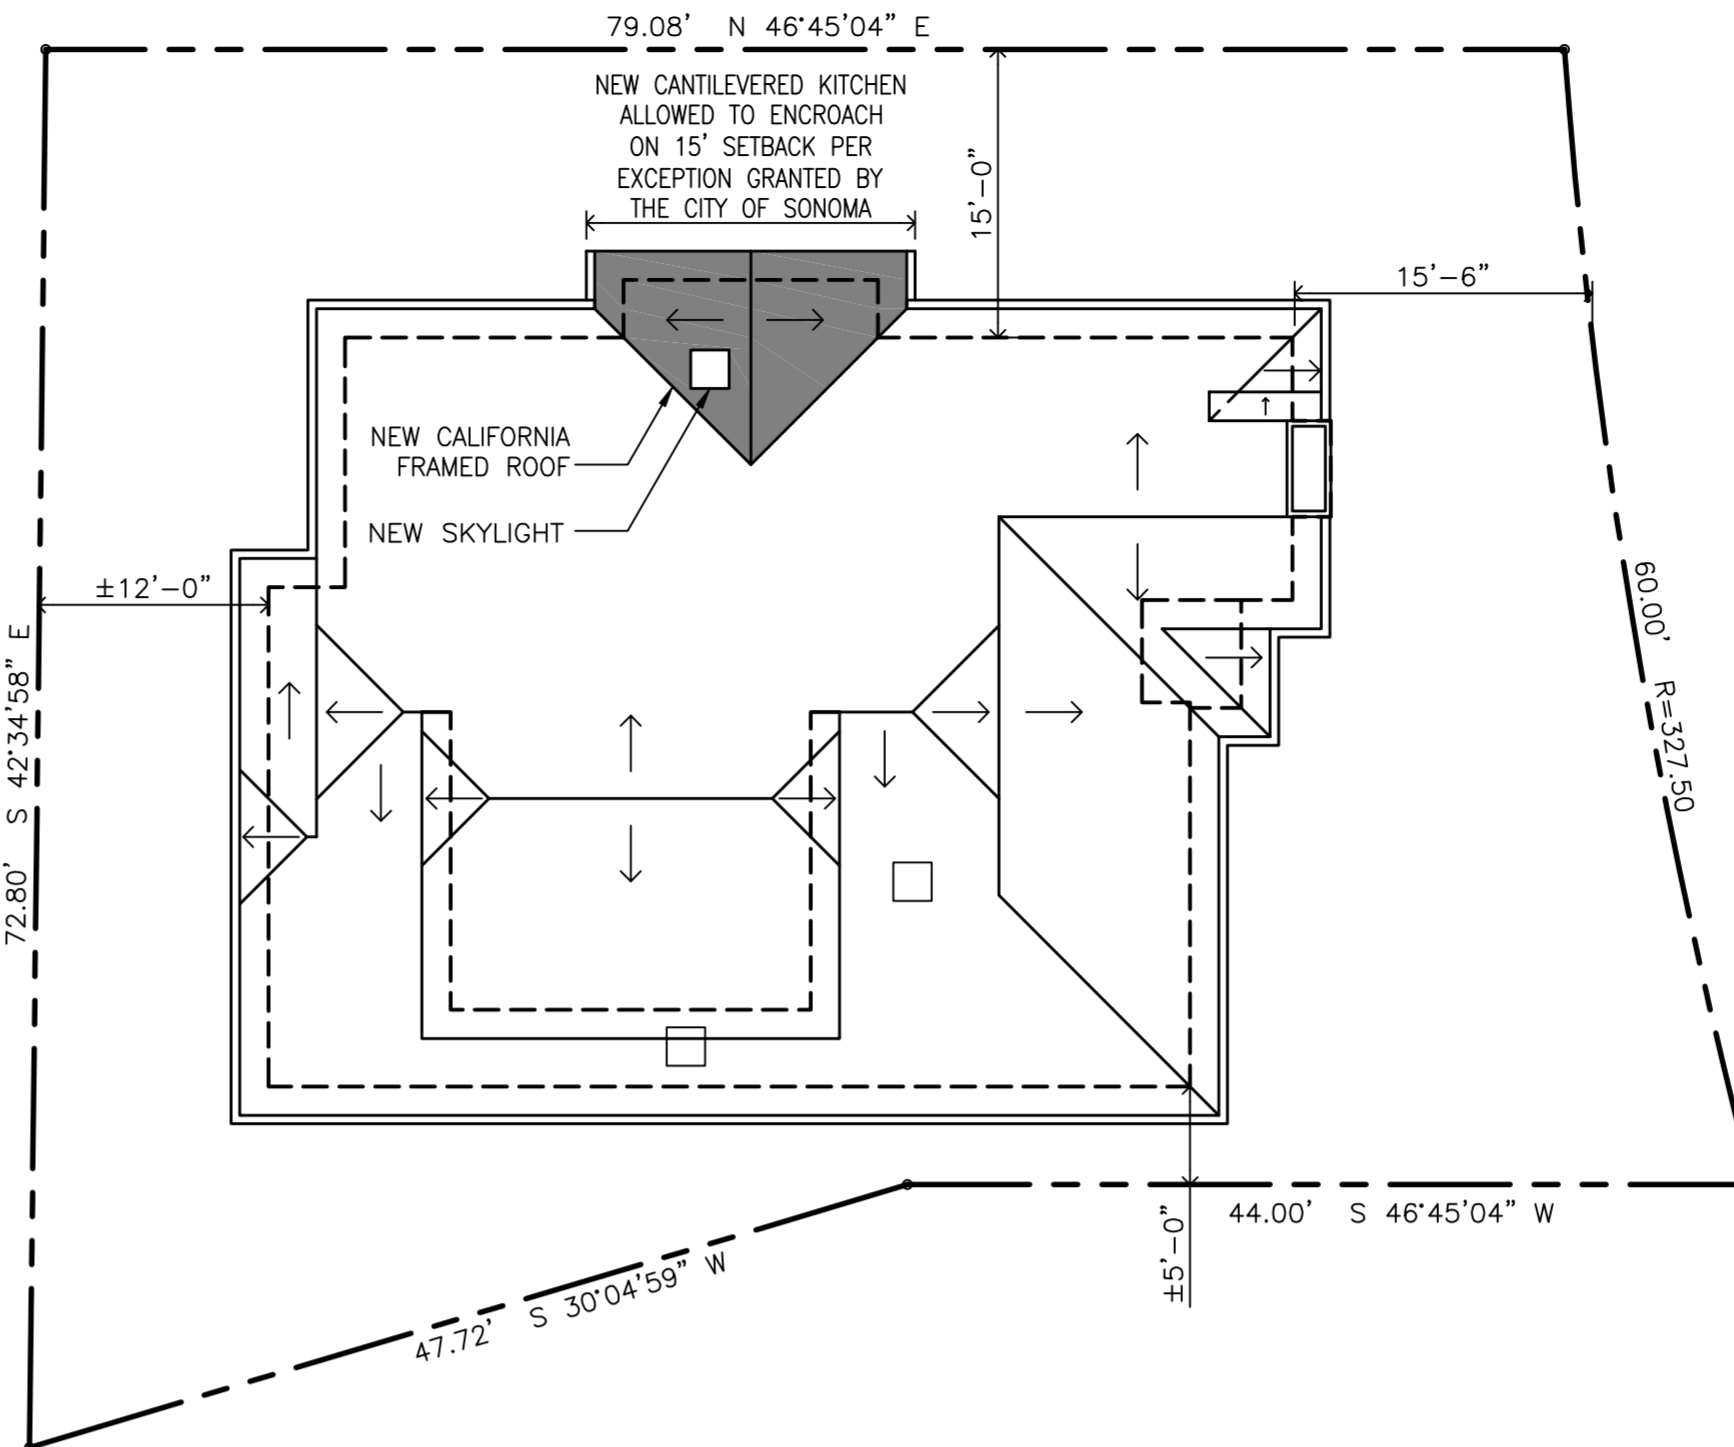 79.08' N 46°45'04" E
NEW CANTILEVERED KITCHEN
ALLOWED TO ENCROACH
ON 15' SETBACK PER
EXCEPTION GRANTED BY
THE CITY OF SONOMA
15'-0"
15'-6"
NEW CALIFORNIA
FRAMED ROOF
NEW SKYLIGHT
±12'-0"
72.80' S 42°34'58" E
60.00' R=327.50
±5'-0"
44.00' S 46°45'04" W
47.72' S 30°04'59" W